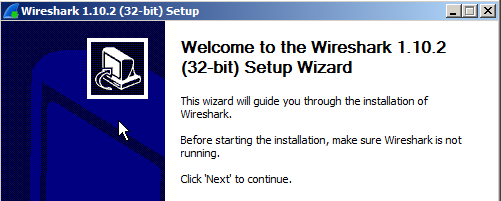 Wireshark 1.10.2 (32-bit) Setup
Welcome to the Wireshark 1.10.2
(32-bit) Setup Wizard
This wizard will guide you through the installation of
Wireshark.
Before starting the installation, make sure Wireshark is not
running.
Click 'Next' to continue.